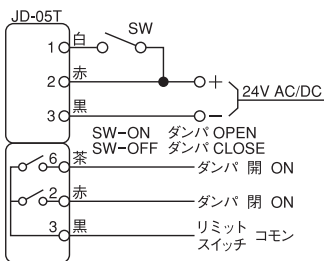 JD-05T
1 白 SW
2 赤 +
24V AC/DC
3 黒 −
SW-ON ダンパ OPEN
SW-OFF ダンパ CLOSE
6 茶 ダンパ 開 ON
2 赤 ダンパ 閉 ON
3 黒 リミット
スイッチ コモン